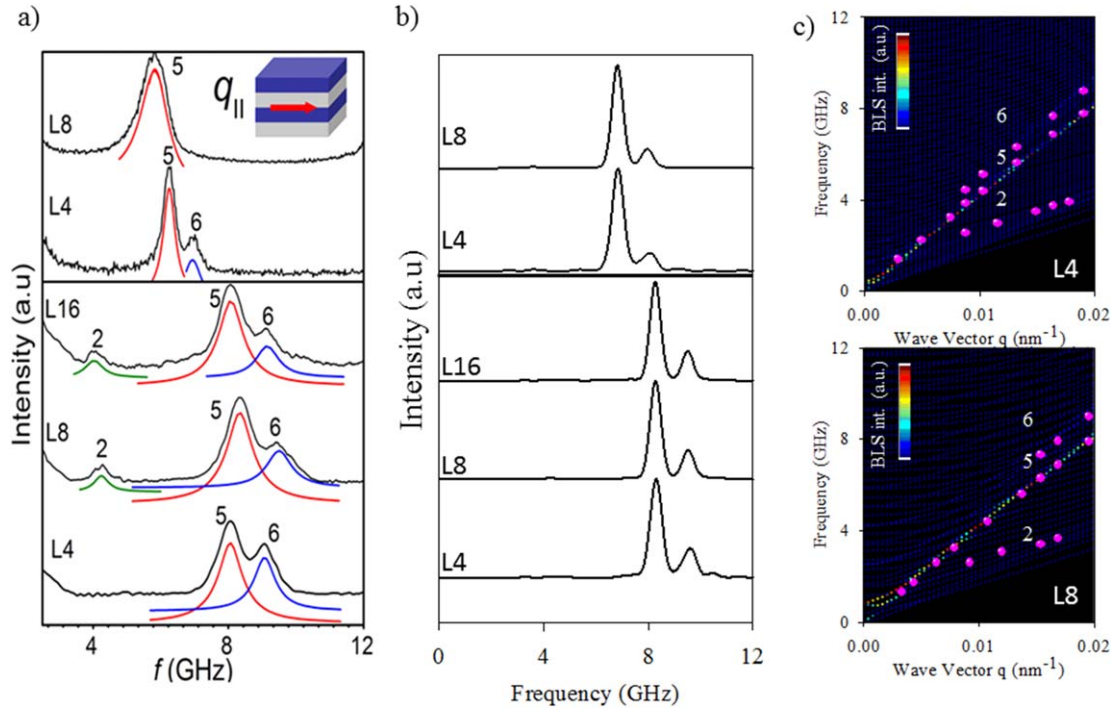 a)
5
q||
L8
5
6
L4
L16
2
5
6
L8
2
5
6
L4
5
6
Intensity (a.u)
4
8
12
f (GHz)
b)
L8
L4
L16
L8
L4
Intensity (a.u)
0
4
8
12
Frequency (GHz)
c)
12
8
4
0
Frequency (GHz)
BLS int. (a.u.)
6
5
2
L4
0.00
0.01
0.02
Wave Vector q (nm-1)
12
8
4
0
Frequency (GHz)
BLS int. (a.u.)
6
5
2
L8
0.00
0.01
0.02
Wave Vector q (nm-1)